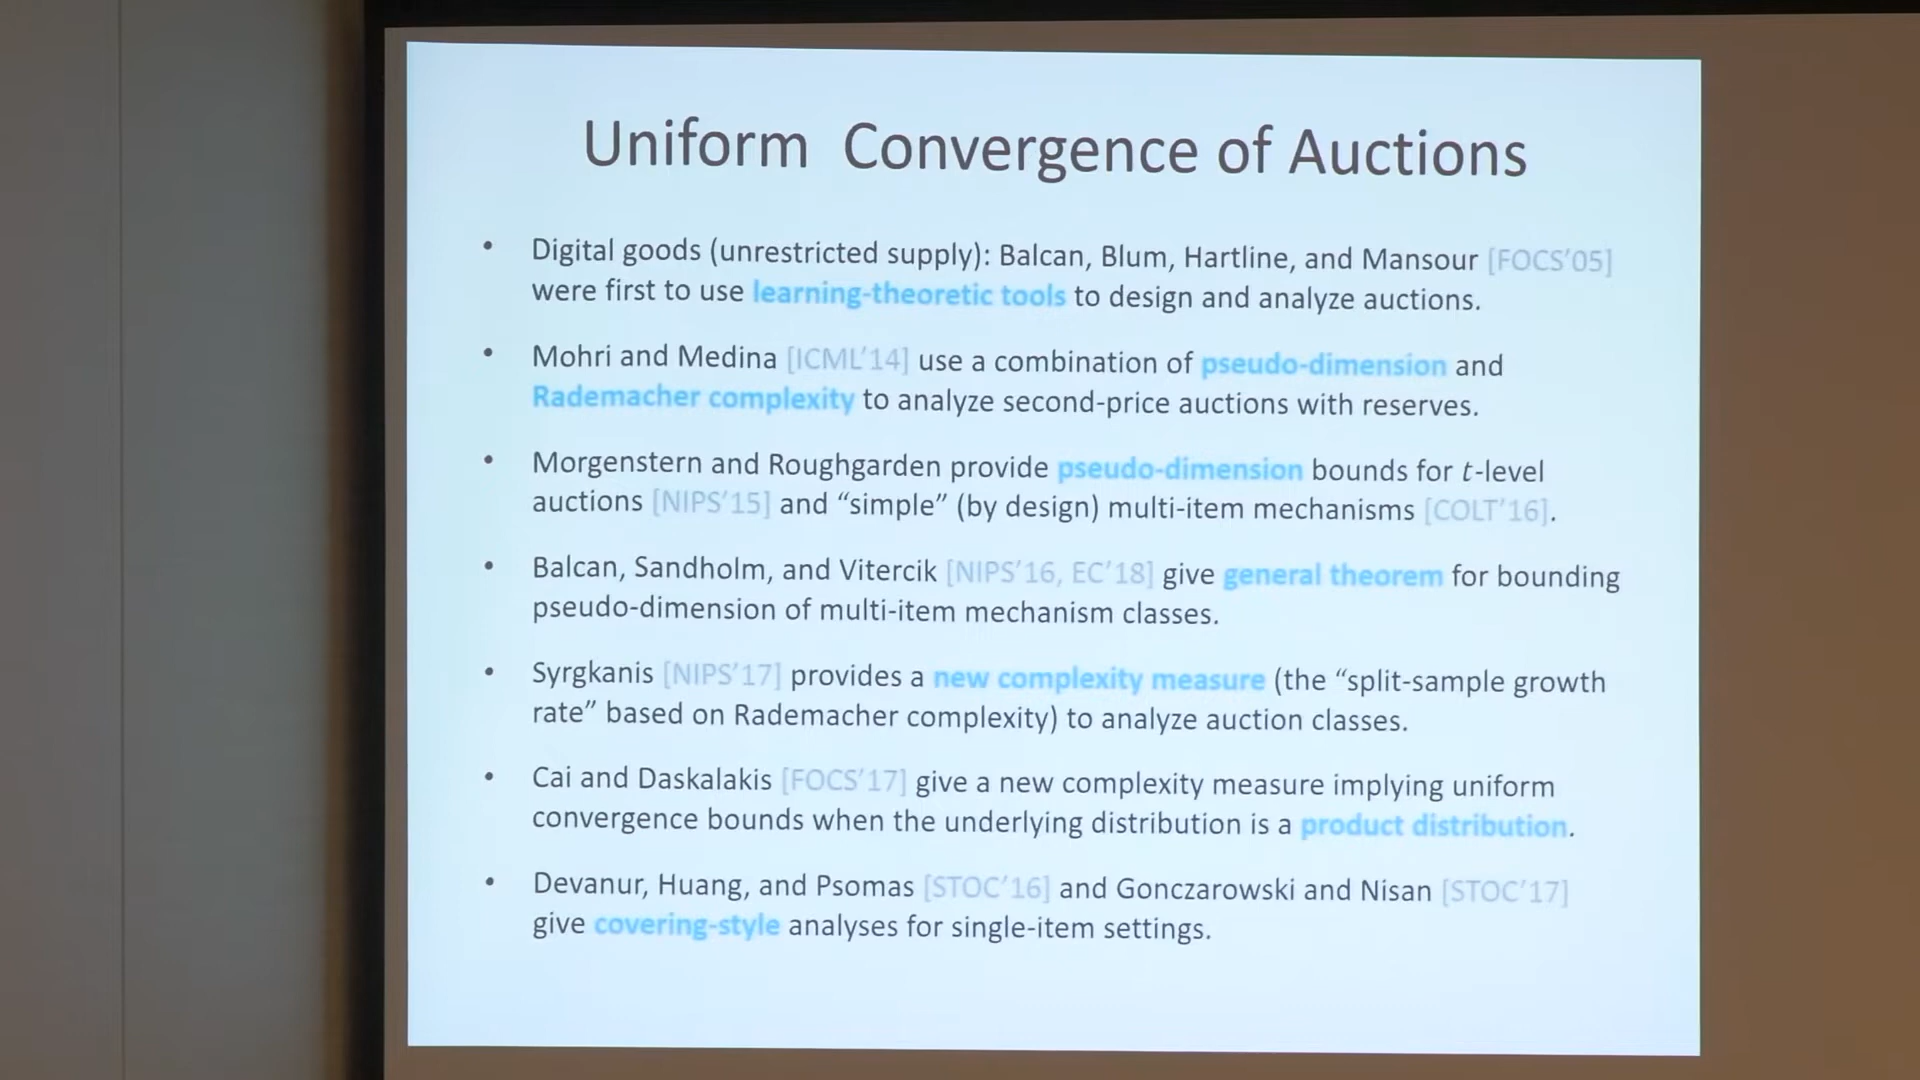 Uniform Convergence of Auctions
• Digital goods (unrestricted supply): Balcan, Blum, Hartline, and Mansour [FOCS’05]
were first to use learning-theoretic tools to design and analyze auctions.
• Mohri and Medina [ICML’14] use a combination of pseudo-dimension and
Rademacher complexity to analyze second-price auctions with reserves.
• Morgenstern and Roughgarden provide pseudo-dimension bounds for t-level
auctions [NIPS’15] and “simple” (by design) multi-item mechanisms [COLT’16].
• Balcan, Sandholm, and Vitercik [NIPS’16, EC’18] give general theorem for bounding
pseudo-dimension of multi-item mechanism classes.
• Syrgkanis [NIPS’17] provides a new complexity measure (the “split-sample growth
rate” based on Rademacher complexity) to analyze auction classes.
• Cai and Daskalakis [FOCS’17] give a new complexity measure implying uniform
convergence bounds when the underlying distribution is a product distribution.
• Devanur, Huang, and Psomas [STOC’16] and Gonczarowski and Nisan [STOC’17]
give covering-style analyses for single-item settings.